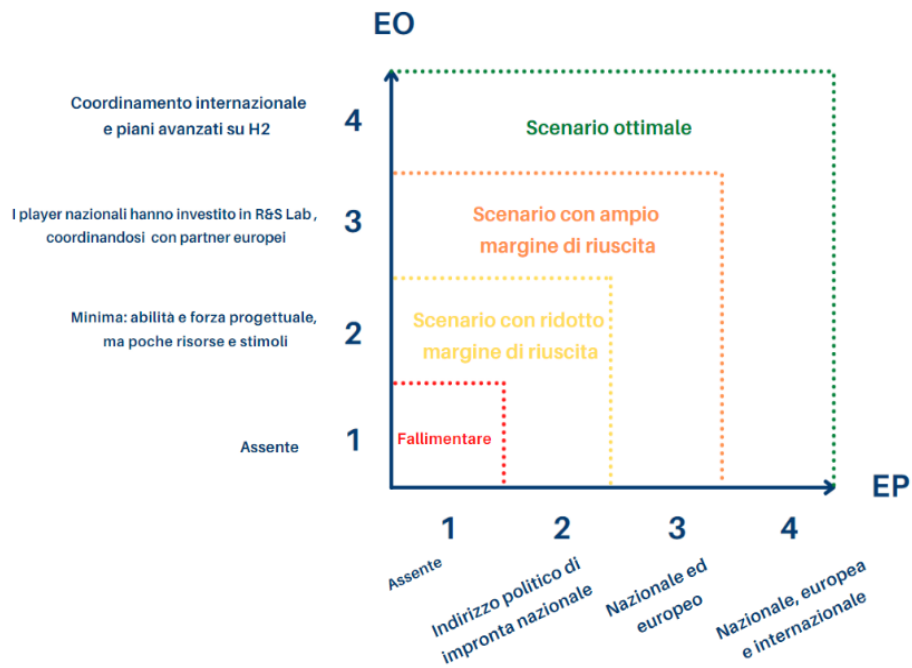 EO
Coordinamento internazionale
e piani avanzati su H2
4
Scenario ottimale
I player nazionali hanno investito in R&S Lab ,
coordinandosi con partner europei
3
Scenario con ampio
margine di riuscita
Minima: abilità e forza progettuale,
ma poche risorse e stimoli
2
Scenario con ridotto
margine di riuscita
Assente
1
Fallimentare
EP
1
2
3
4
Assente
Indirizzo politico di
impronta nazionale
Nazionale ed
europeo
Nazionale, europea
e internazionale